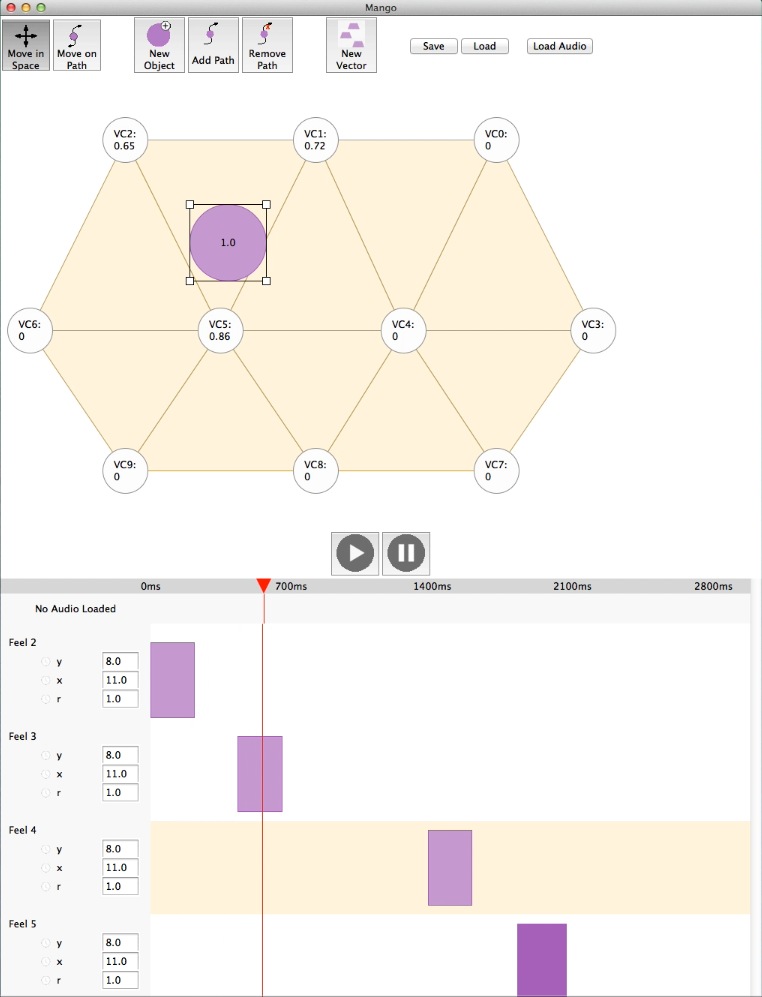 Mango
Move in
Space
Move on
Path
New
Object
Add Path
Remove
Path
New
Vector
Save
Load
Load Audio
VC2:
0.65
VC1:
0.72
VC0:
0
1.0
VC6:
0
VC5:
0.86
VC4:
0
VC3:
0
VC9:
0
VC8:
0
VC7:
0
0ms 700ms 1400ms 2100ms 2800ms
No Audio Loaded
Feel 2
y 8.0
x 11.0
r 1.0
Feel 3
y 8.0
x 11.0
r 1.0
Feel 4
y 8.0
x 11.0
r 1.0
Feel 5
y 8.0
x 11.0
r 1.0